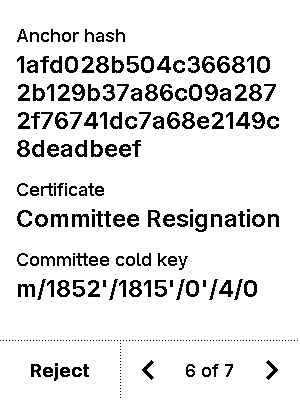 Anchor hash
1afd028b504c366810
2b129b37a86c09a287
2f76741dc7a68e2149c
8deadbeef
Certificate
Committee Resignation
Committee cold key
m/1852'/1815'/0'/4/0
Reject
6 of 7